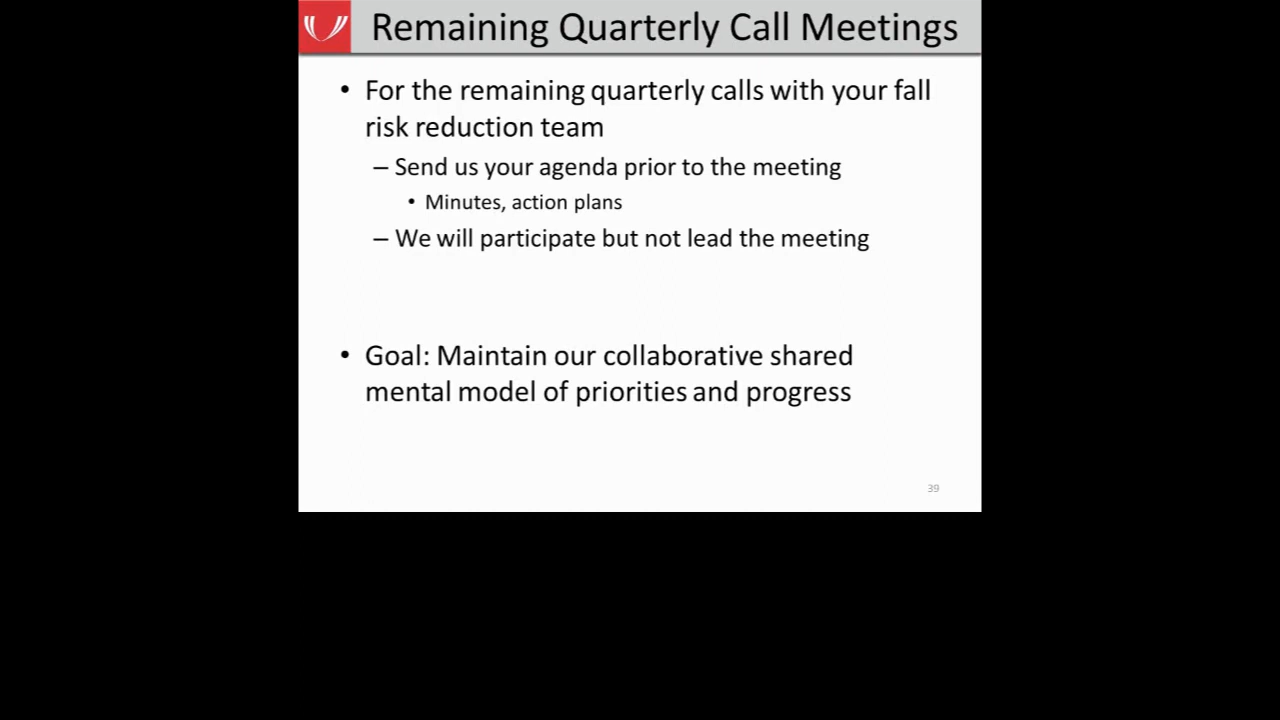 Remaining Quarterly Call Meetings
• For the remaining quarterly calls with your fall
risk reduction team
– Send us your agenda prior to the meeting
• Minutes, action plans
– We will participate but not lead the meeting
• Goal: Maintain our collaborative shared
mental model of priorities and progress
39